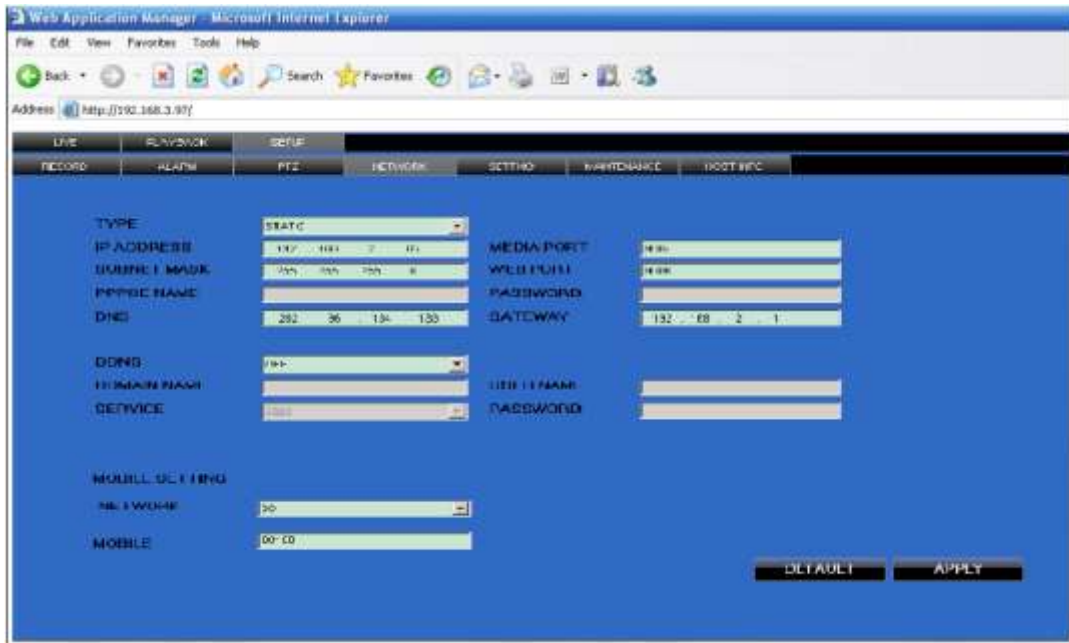 Web Application Manager - Microsoft Internet Explorer
File Edit View Favorites Tools Help
Back Search Favorites
Address http://192.168.3.97/
LIVE PLAYBACK SETUP
RECORD ALARM PTZ NETWORK SETTING MAINTENANCE HOST INFO
TYPE STATIC
IP ADDRESS MEDIA PORT
SUBNET MASK 255 255 255 0 WEB PORT
PPPOE NAME PASSWORD
DNS 202 96 . 134 . 133 GATEWAY 192 . 168 . 2 . 1
DDNS OFF
DOMAIN NAME USER NAME
SERVICE PASSWORD
MOBILE SETTING
NETWORK
MOBILE
DEFAULT APPLY